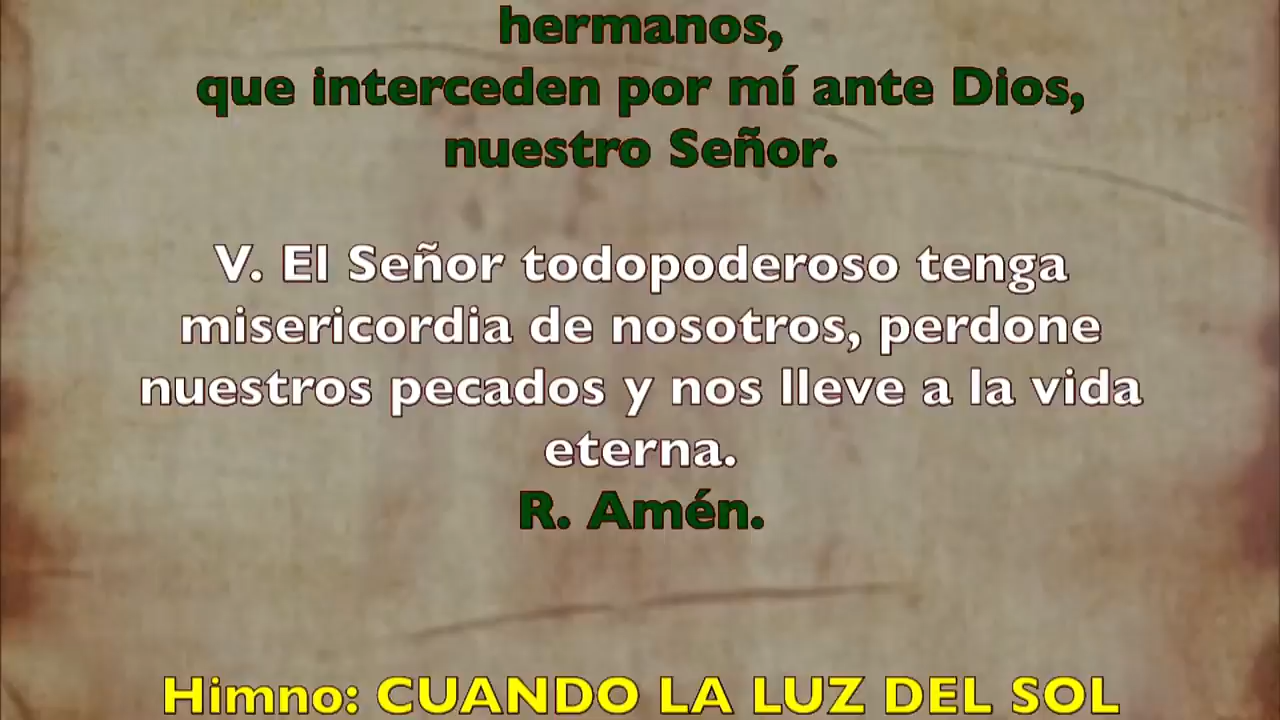 hermanos,
que interceden por mí ante Dios,
nuestro Señor.
V. El Señor todopoderoso tenga
misericordia de nosotros, perdone
nuestros pecados y nos lleve a la vida
eterna.
R. Amén.
Himno: CUANDO LA LUZ DEL SOL